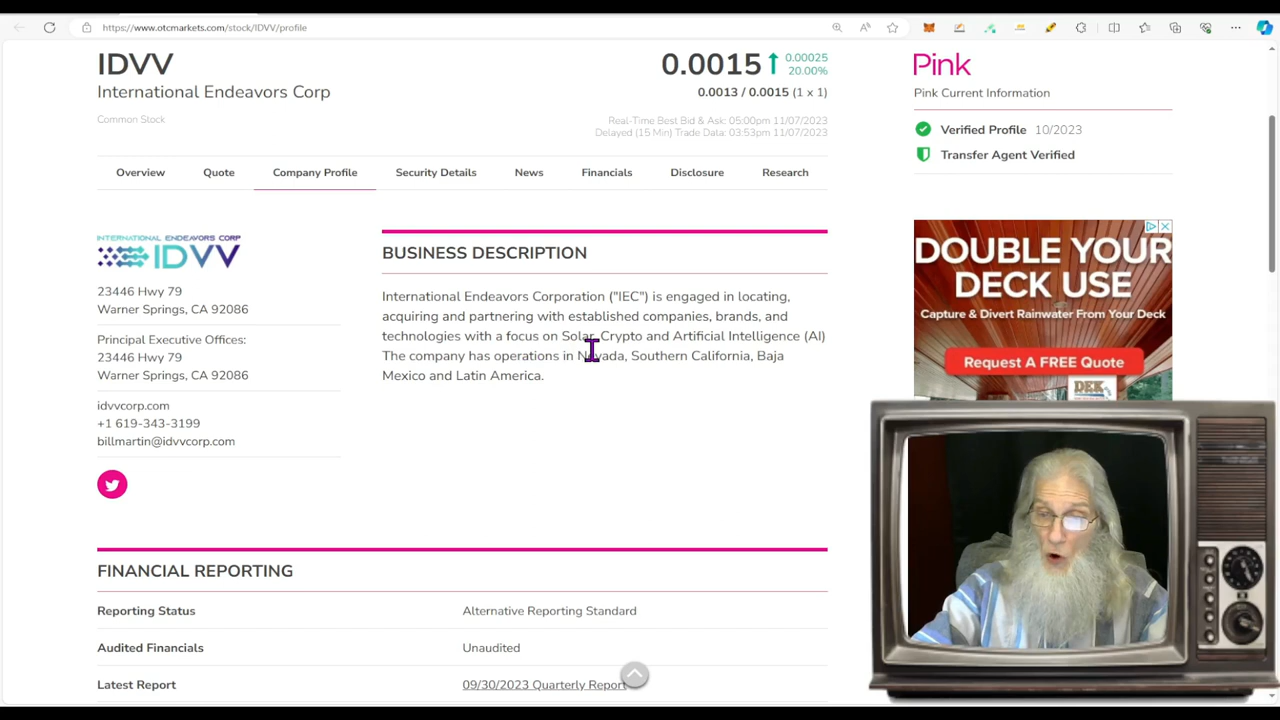 https://www.otcmarkets.com/stock/IDVV/profile
IDVV
0.0015
0.00025
20.00%
International Endeavors Corp
0.0013 / 0.0015 (1 x 1)
Common Stock
Real-Time Best Bid & Ask: 05:00pm 11/07/2023
Delayed (15 Min) Trade Data: 03:53pm 11/07/2023
Pink
Pink Current Information
Verified Profile 10/2023
Transfer Agent Verified
Overview Quote Company Profile Security Details News Financials Disclosure Research
INTERNATIONAL ENDEAVORS CORP
IDVV
23446 Hwy 79
Warner Springs, CA 92086
Principal Executive Offices:
23446 Hwy 79
Warner Springs, CA 92086
idvvcorp.com
+1 619-343-3199
billmartin@idvvcorp.com
BUSINESS DESCRIPTION
International Endeavors Corporation ("IEC") is engaged in locating,
acquiring and partnering with established companies, brands, and
technologies with a focus on Solar, Crypto and Artificial Intelligence (AI)
The company has operations in Nevada, Southern California, Baja
Mexico and Latin America.
DOUBLE YOUR
DECK USE
Capture & Divert Rainwater From Your Deck
Request A FREE Quote
DEK
FINANCIAL REPORTING
Reporting Status Alternative Reporting Standard
Audited Financials Unaudited
Latest Report 09/30/2023 Quarterly Report